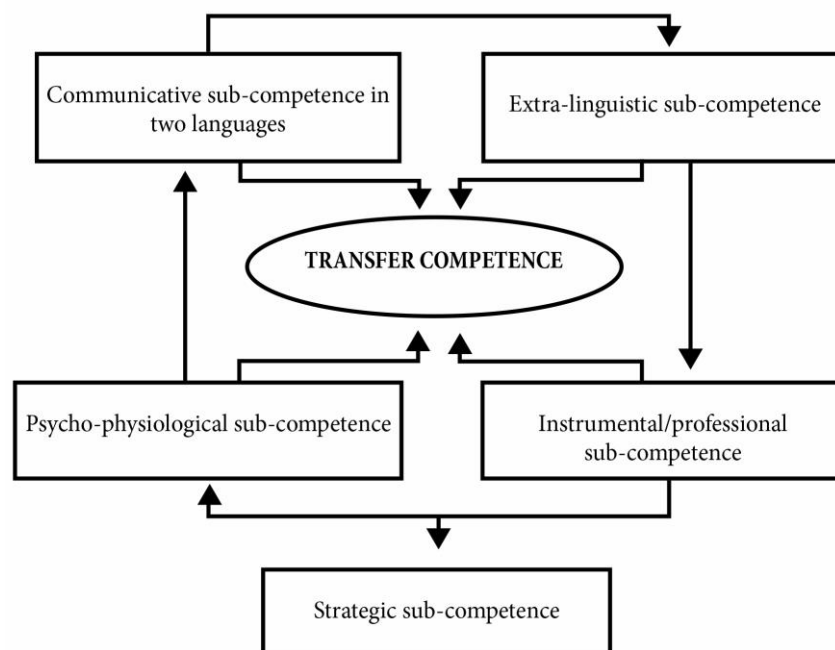 Communicative sub-competence in
two languages
Extra-linguistic sub-competence
TRANSFER COMPETENCE
Psycho-physiological sub-competence
Instrumental/professional
sub-competence
Strategic sub-competence